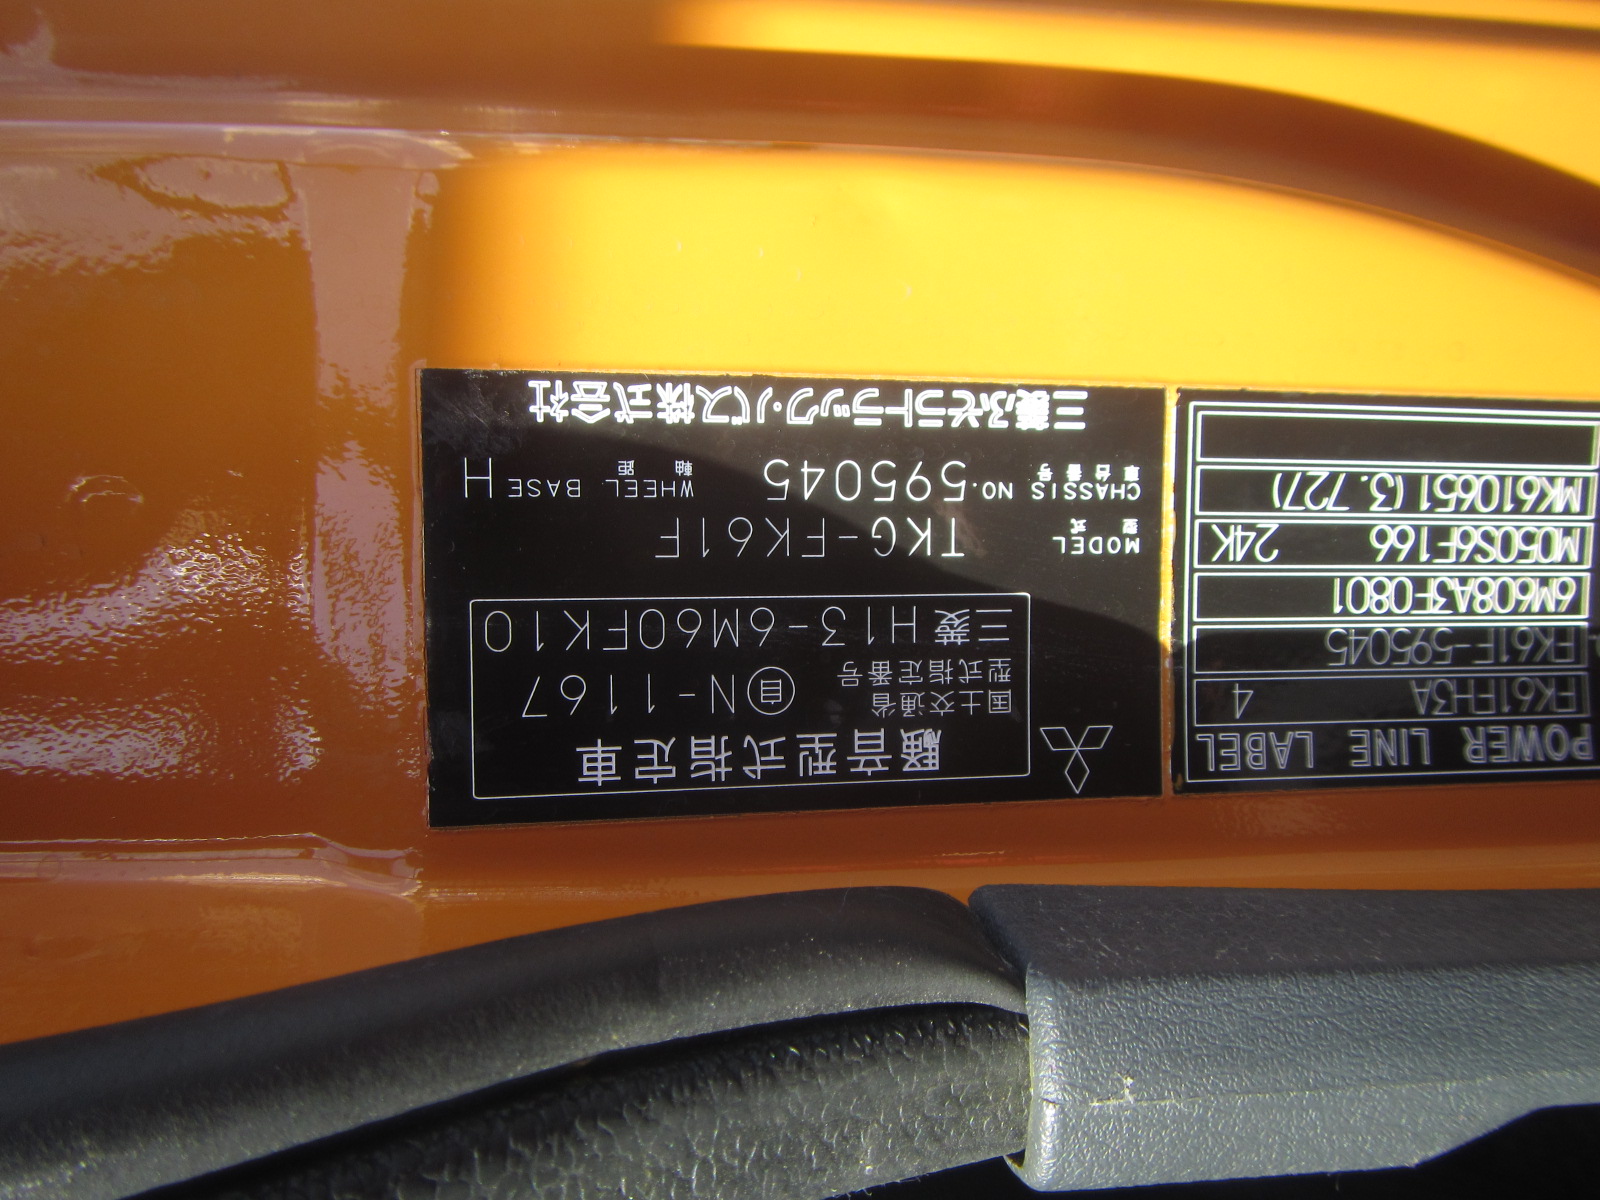 騒音型式指定車
国土交通省
型式指定番号
自N-1167
三菱H13-6M60FK10
型式
MODEL
TKG-FK61F
車台番号
CHASSIS NO.
595045
軸距
WHEEL BASE
H
三菱ふそうトラック・バス株式会社
POWER LINE LABEL
FK61FH3A 4
FK61F-595045
6M608A3F0801
M050S6F166 24K
MK610651(3.727)